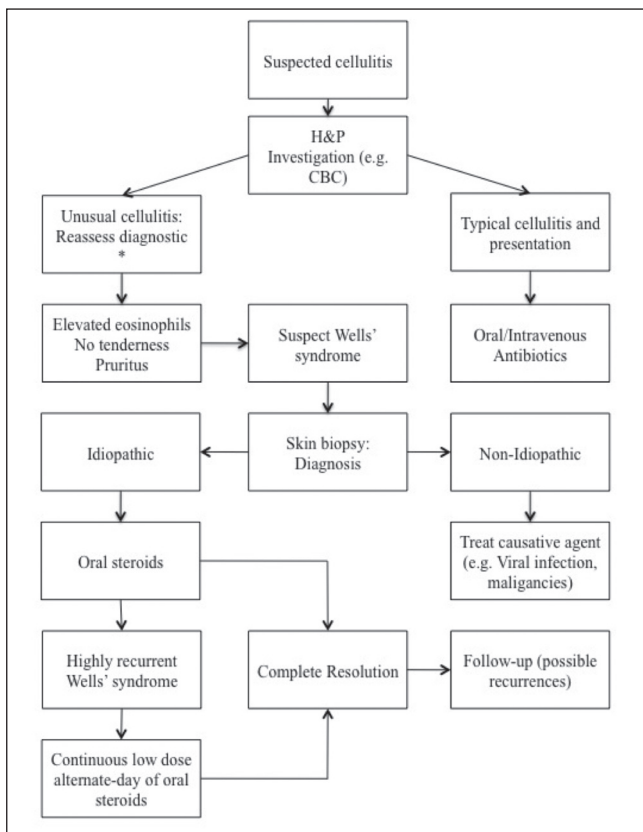 Suspected cellulitis
H&P
Investigation (e.g.
CBC)
Unusual cellulitis:
Reassess diagnostic
*
Typical cellulitis and
presentation
Elevated eosinophils
No tenderness
Pruritus
Suspect Wells'
syndrome
Oral/Intravenous
Antibiotics
Idiopathic
Skin biopsy:
Diagnosis
Non-Idiopathic
Oral steroids
Treat causative agent
(e.g. Viral infection,
maligancies)
Highly recurrent
Wells' syndrome
Complete Resolution
Follow-up (possible
recurrences)
Continuous low dose
alternate-day of oral
steroids